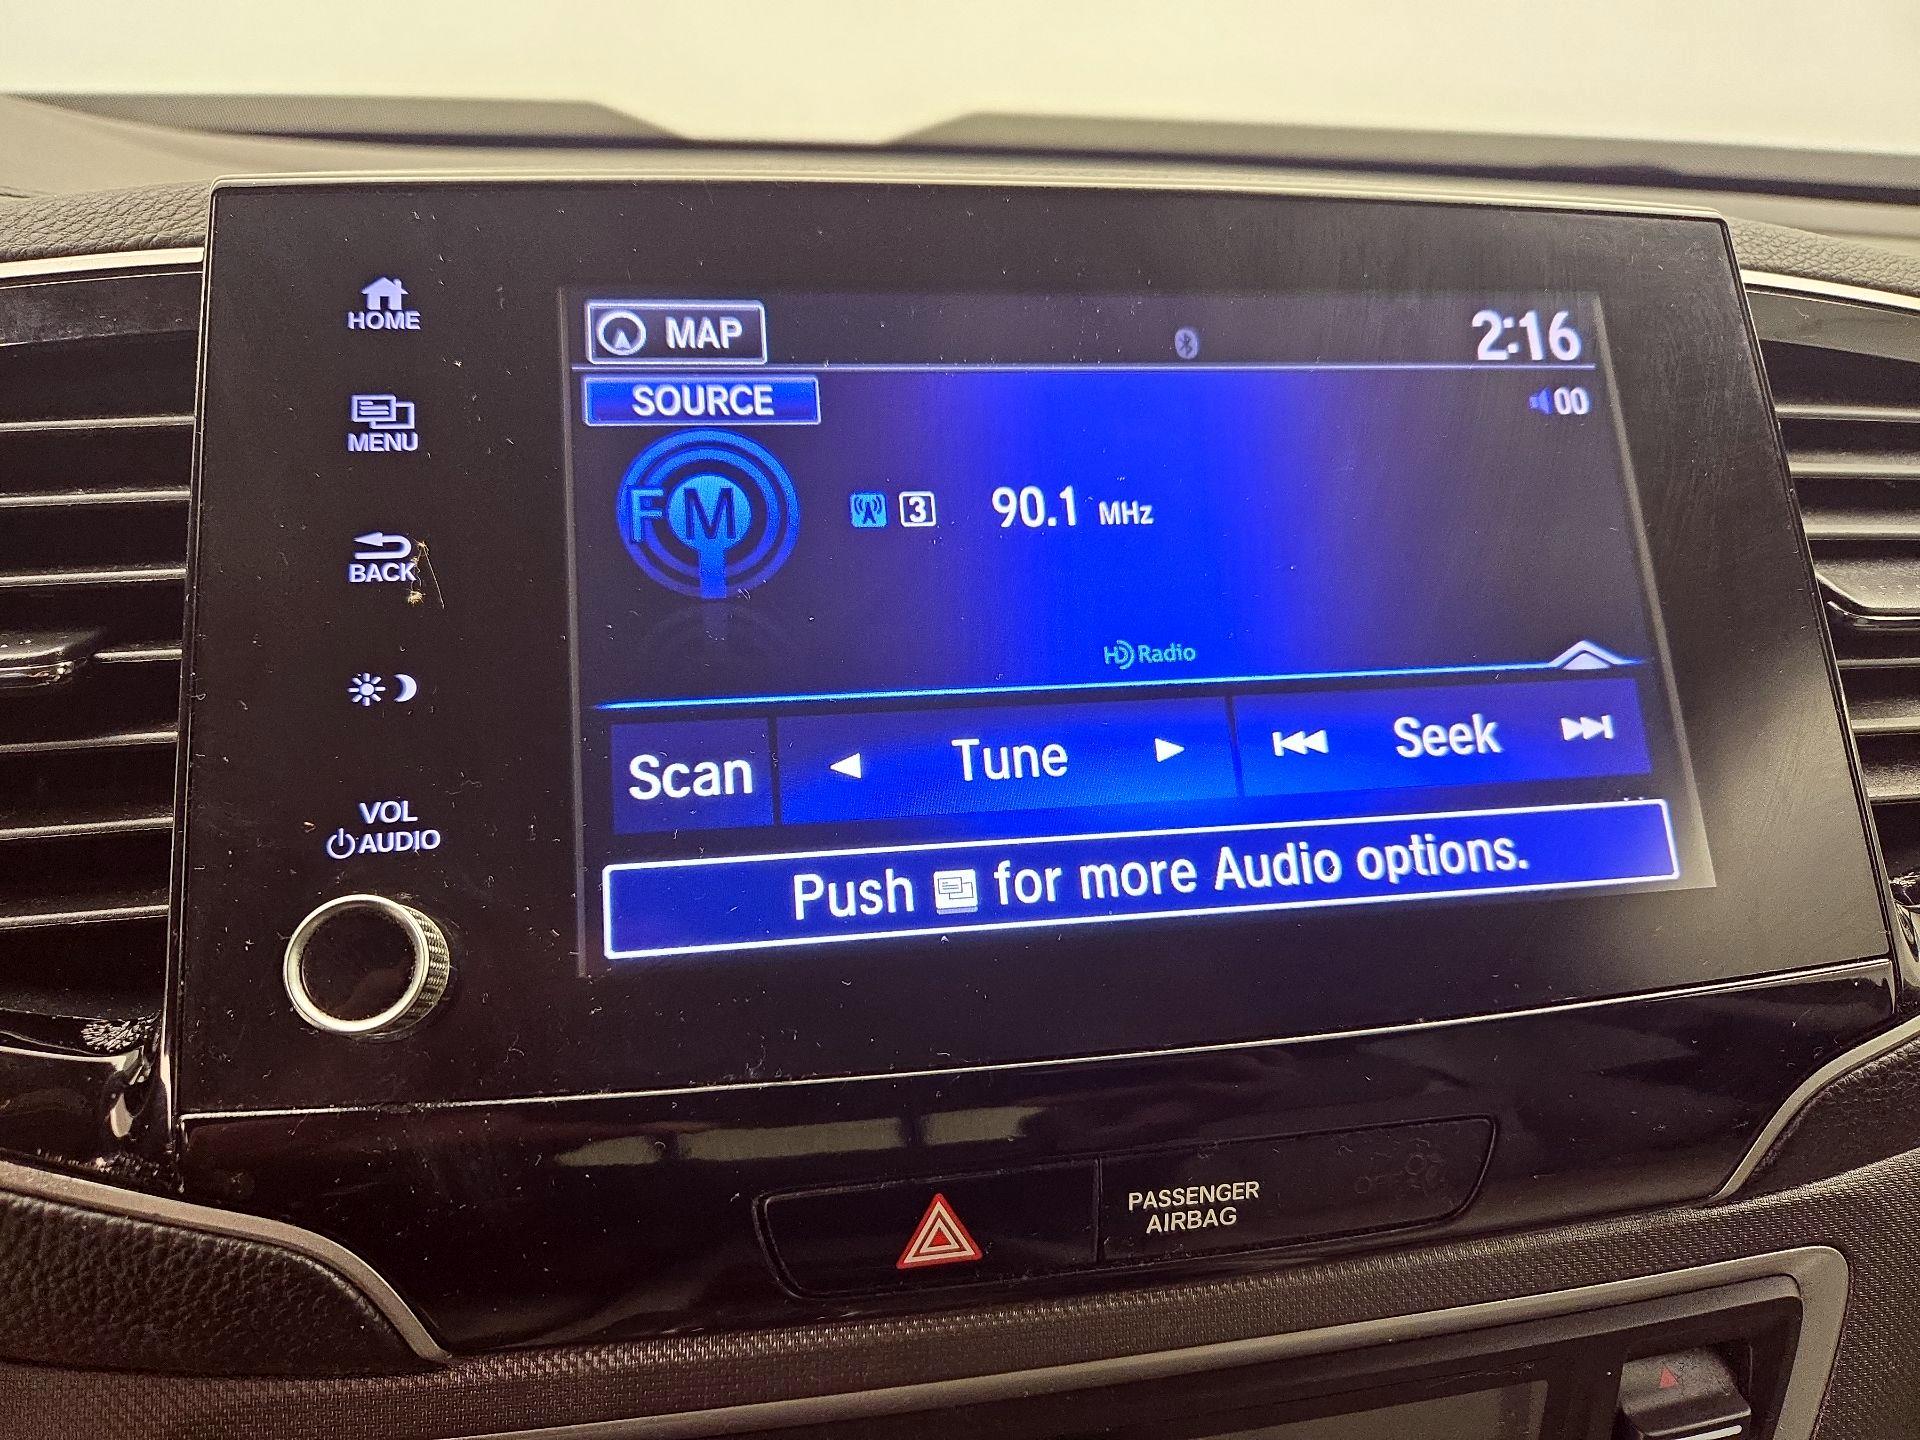 HOME
MENU
BACK
VOL
AUDIO
MAP
2:16
SOURCE
00
FM
3 90.1 MHz
HD Radio
Scan Tune Seek
Push for more Audio options.
PASSENGER
AIRBAG
OFF